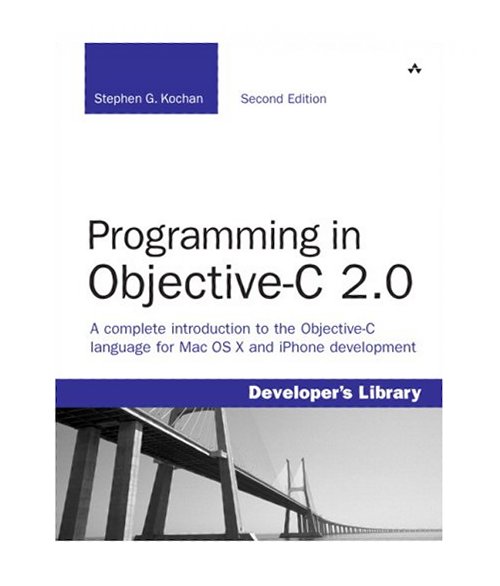 Stephen G. Kochan
Second Edition
Programming in
Objective-C 2.0
A complete introduction to the Objective-C
language for Mac OS X and iPhone development
Developer's Library